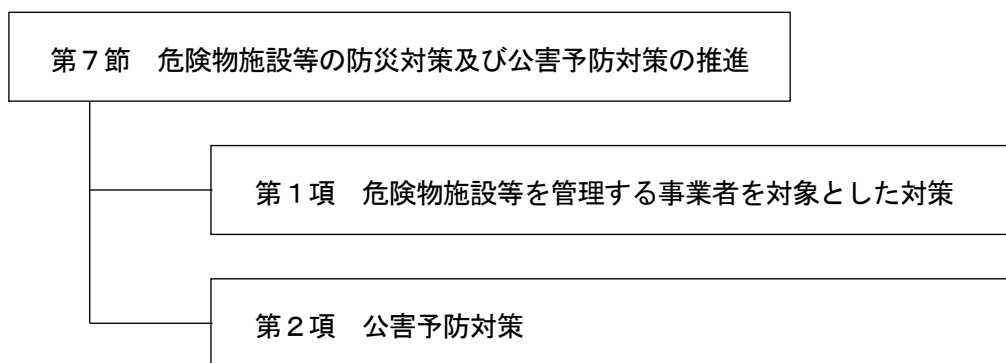 第７節　危険物施設等の防災対策及び公害予防対策の推進
第１項　危険物施設等を管理する事業者を対象とした対策
第２項　公害予防対策